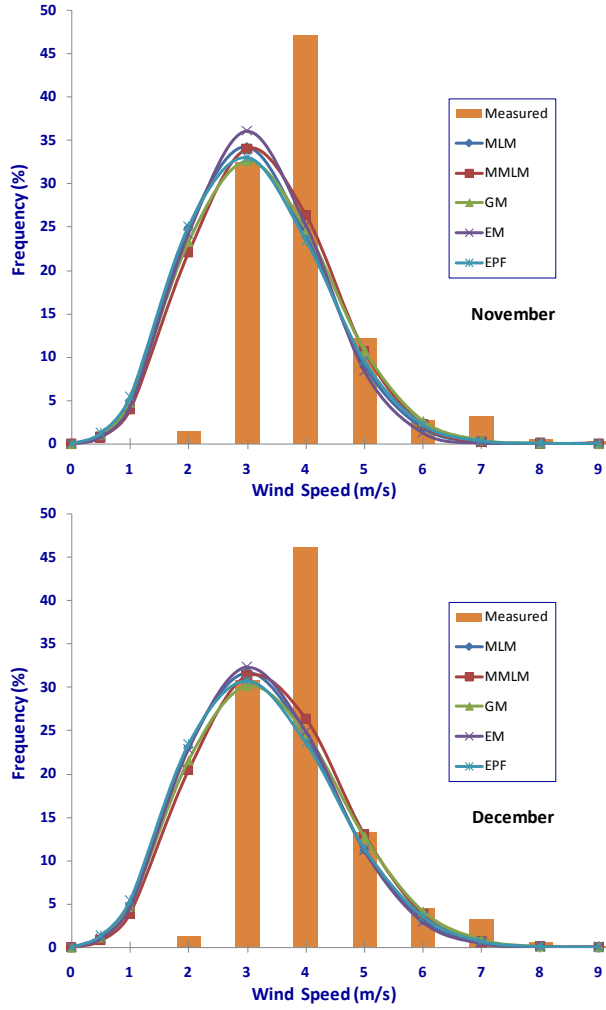 50
45
40
35
30
25
20
15
10
5
0
Frequency (%)
Measured
MLM
MMLM
GM
EM
EPF
November
0 1 2 3 4 5 6 7 8 9
Wind Speed (m/s)
50
45
40
35
30
25
20
15
10
5
0
Frequency (%)
Measured
MLM
MMLM
GM
EM
EPF
December
0 1 2 3 4 5 6 7 8 9
Wind Speed (m/s)